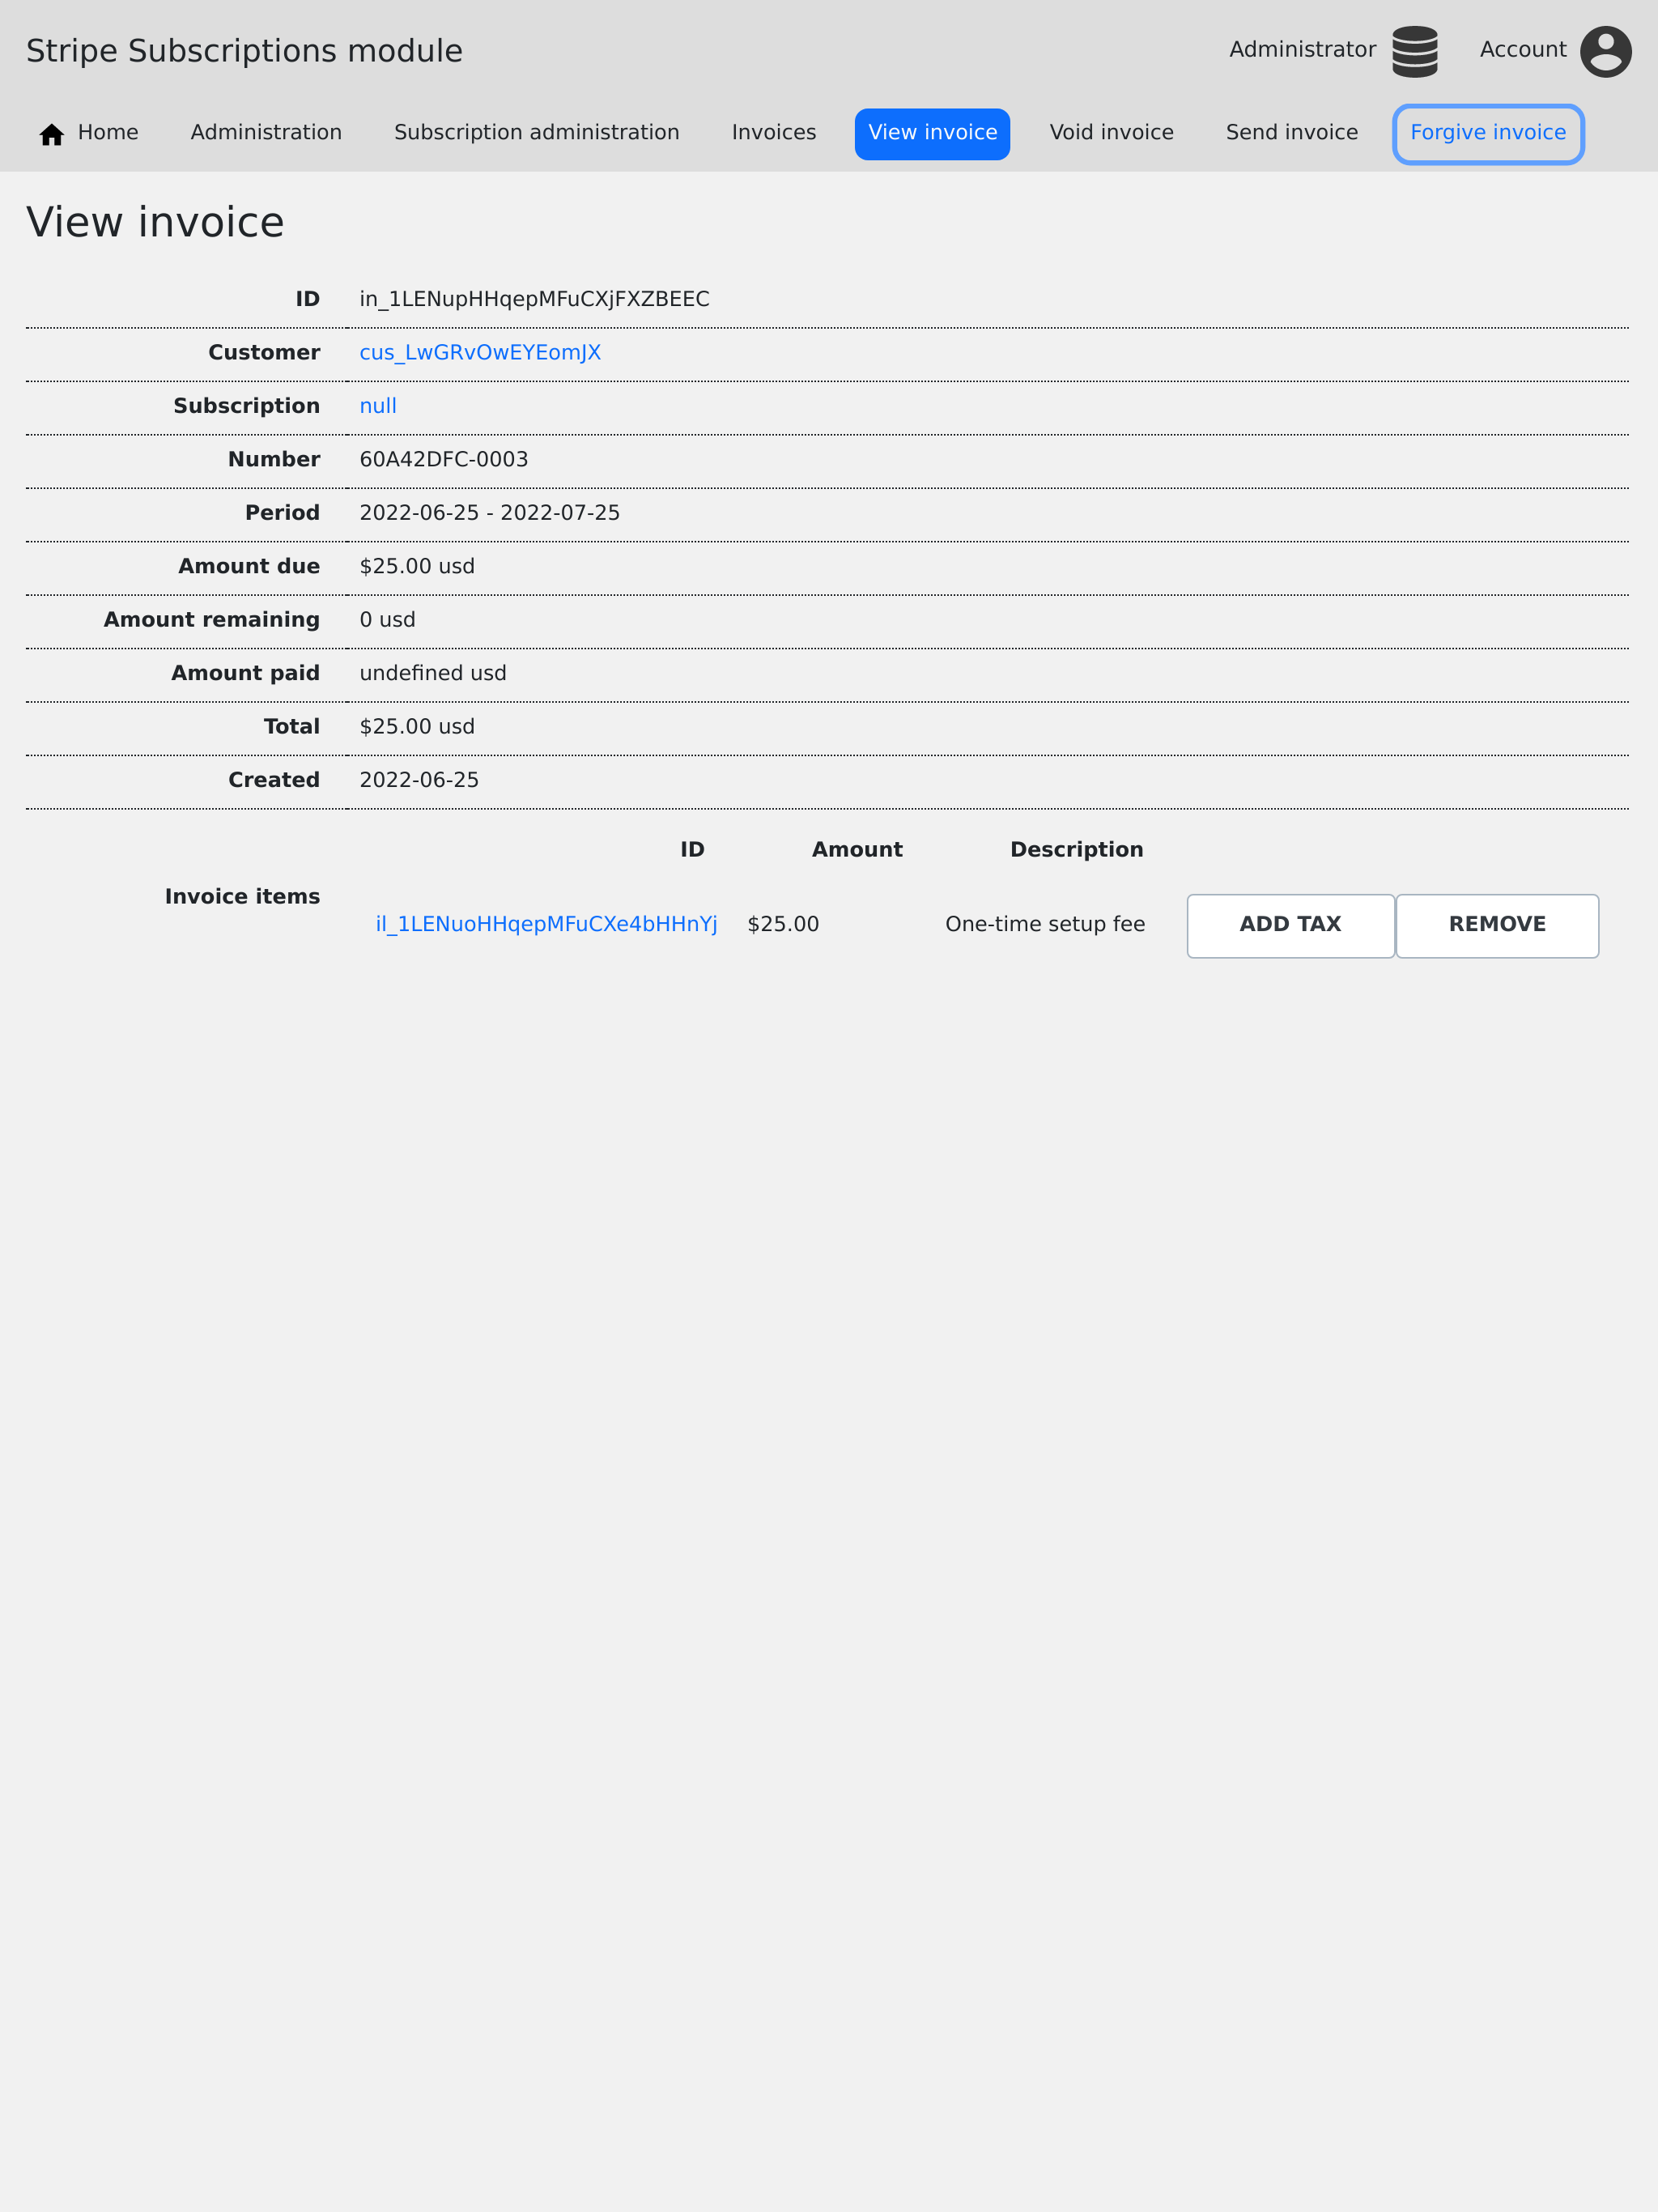 Stripe Subscriptions module
Administrator
Account
Home
Administration
Subscription administration
Invoices
View invoice
Void invoice
Send invoice
Forgive invoice
View invoice
ID in_1LENupHHqepMFuCXjFXZBEEC
Customer cus_LwGRvOwEYEomJX
Subscription null
Number 60A42DFC-0003
Period 2022-06-25 - 2022-07-25
Amount due $25.00 usd
Amount remaining 0 usd
Amount paid undefined usd
Total $25.00 usd
Created 2022-06-25
ID Amount Description
Invoice items
il_1LENuoHHqepMFuCXe4bHHnYj $25.00 One-time setup fee ADD TAX REMOVE